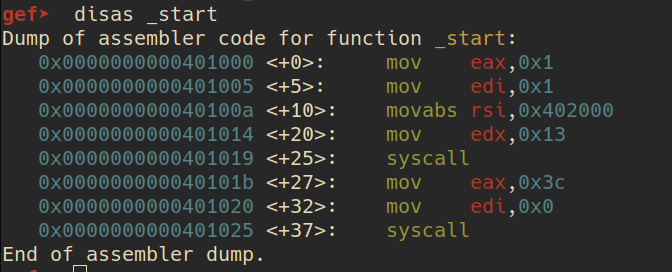 gef➤  disas _start
Dump of assembler code for function _start:
   0x0000000000401000 <+0>:     mov    eax,0x1
   0x0000000000401005 <+5>:     mov    edi,0x1
   0x000000000040100a <+10>:    movabs rsi,0x402000
   0x0000000000401014 <+20>:    mov    edx,0x13
   0x0000000000401019 <+25>:    syscall
   0x000000000040101b <+27>:    mov    eax,0x3c
   0x0000000000401020 <+32>:    mov    edi,0x0
   0x0000000000401025 <+37>:    syscall
End of assembler dump.